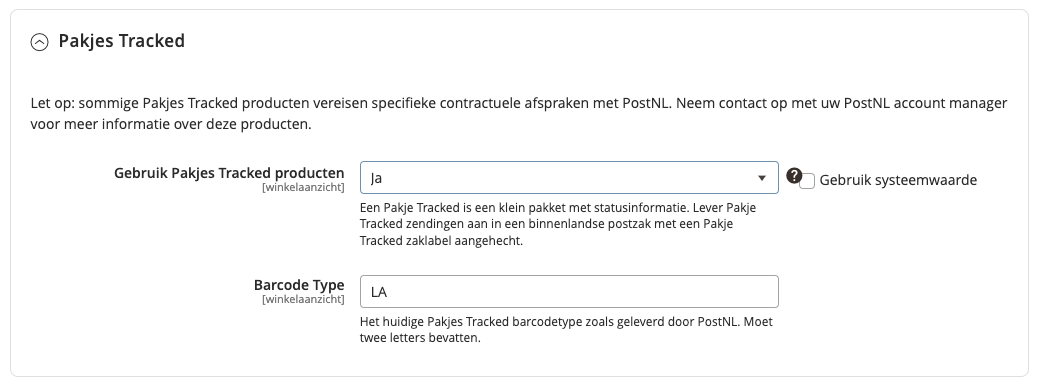 Pakjes Tracked
Let op: sommige Pakjes Tracked producten vereisen specifieke contractuele afspraken met PostNL. Neem contact op met uw PostNL account manager
voor meer informatie over deze producten.
Gebruik Pakjes Tracked producten
[winkelaanzicht]
Ja
? Gebruik systeemwaarde
Een Pakje Tracked is een klein pakket met statusinformatie. Lever Pakje
Tracked zendingen aan in een binnenlandse postzak met een Pakje
Tracked zaklabel aangehecht.
Barcode Type
[winkelaanzicht]
LA
Het huidige Pakjes Tracked barcodetype zoals geleverd door PostNL. Moet
twee letters bevatten.